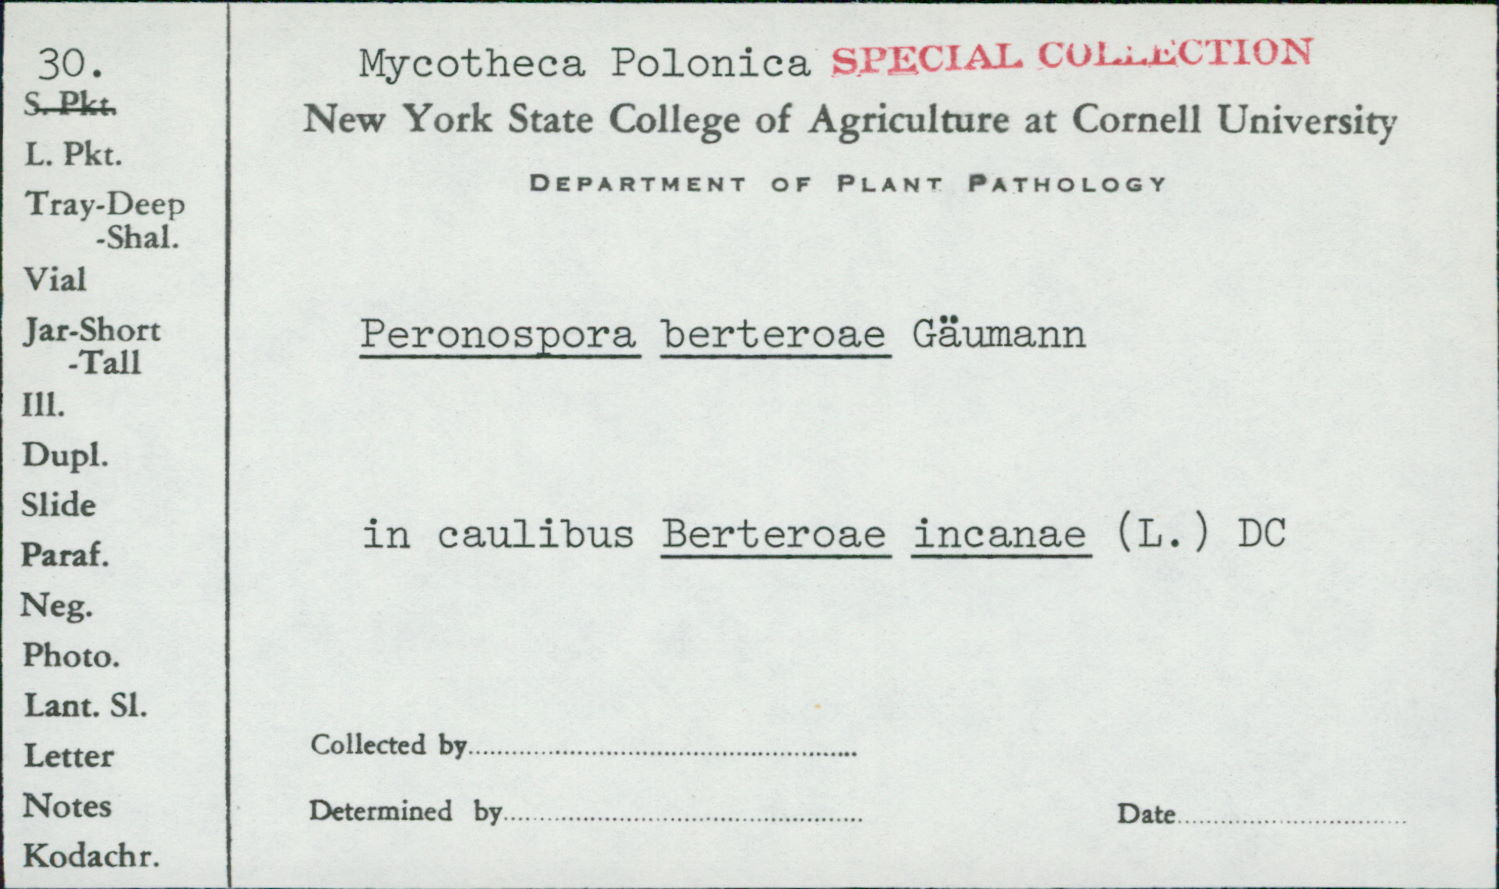 30.
S. Pkt.
L. Pkt.
Tray-Deep
-Shal.
Vial
Jar-Short
-Tall
Ill.
Dupl.
Slide
Paraf.
Neg.
Photo.
Lant. Sl.
Letter
Notes
Kodachr.
Mycotheca Polonica SPECIAL COLLECTION
New York State College of Agriculture at Cornell University
DEPARTMENT OF PLANT PATHOLOGY
Peronospora berteroae Gäumann
in caulibus Berteroae incanae (L.) DC
Collected by
Determined by
Date